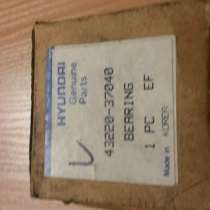 HYUNDAI
Genuine
Parts
43220-37040
BEARING
1 PC EF
Made in KOREA